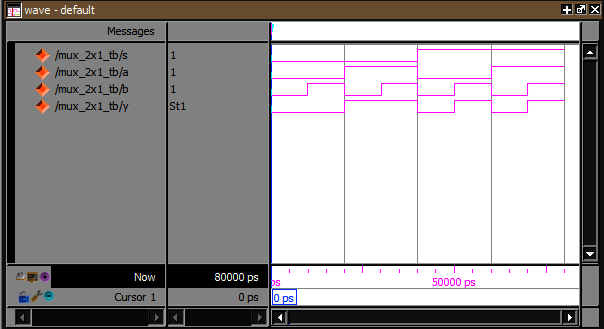 wave - default
Messages
/mux_2x1_tb/s 1
/mux_2x1_tb/a 1
/mux_2x1_tb/b 1
/mux_2x1_tb/y St1
Now 80000 ps
Cursor 1 0 ps
ps 50000 ps
0 ps